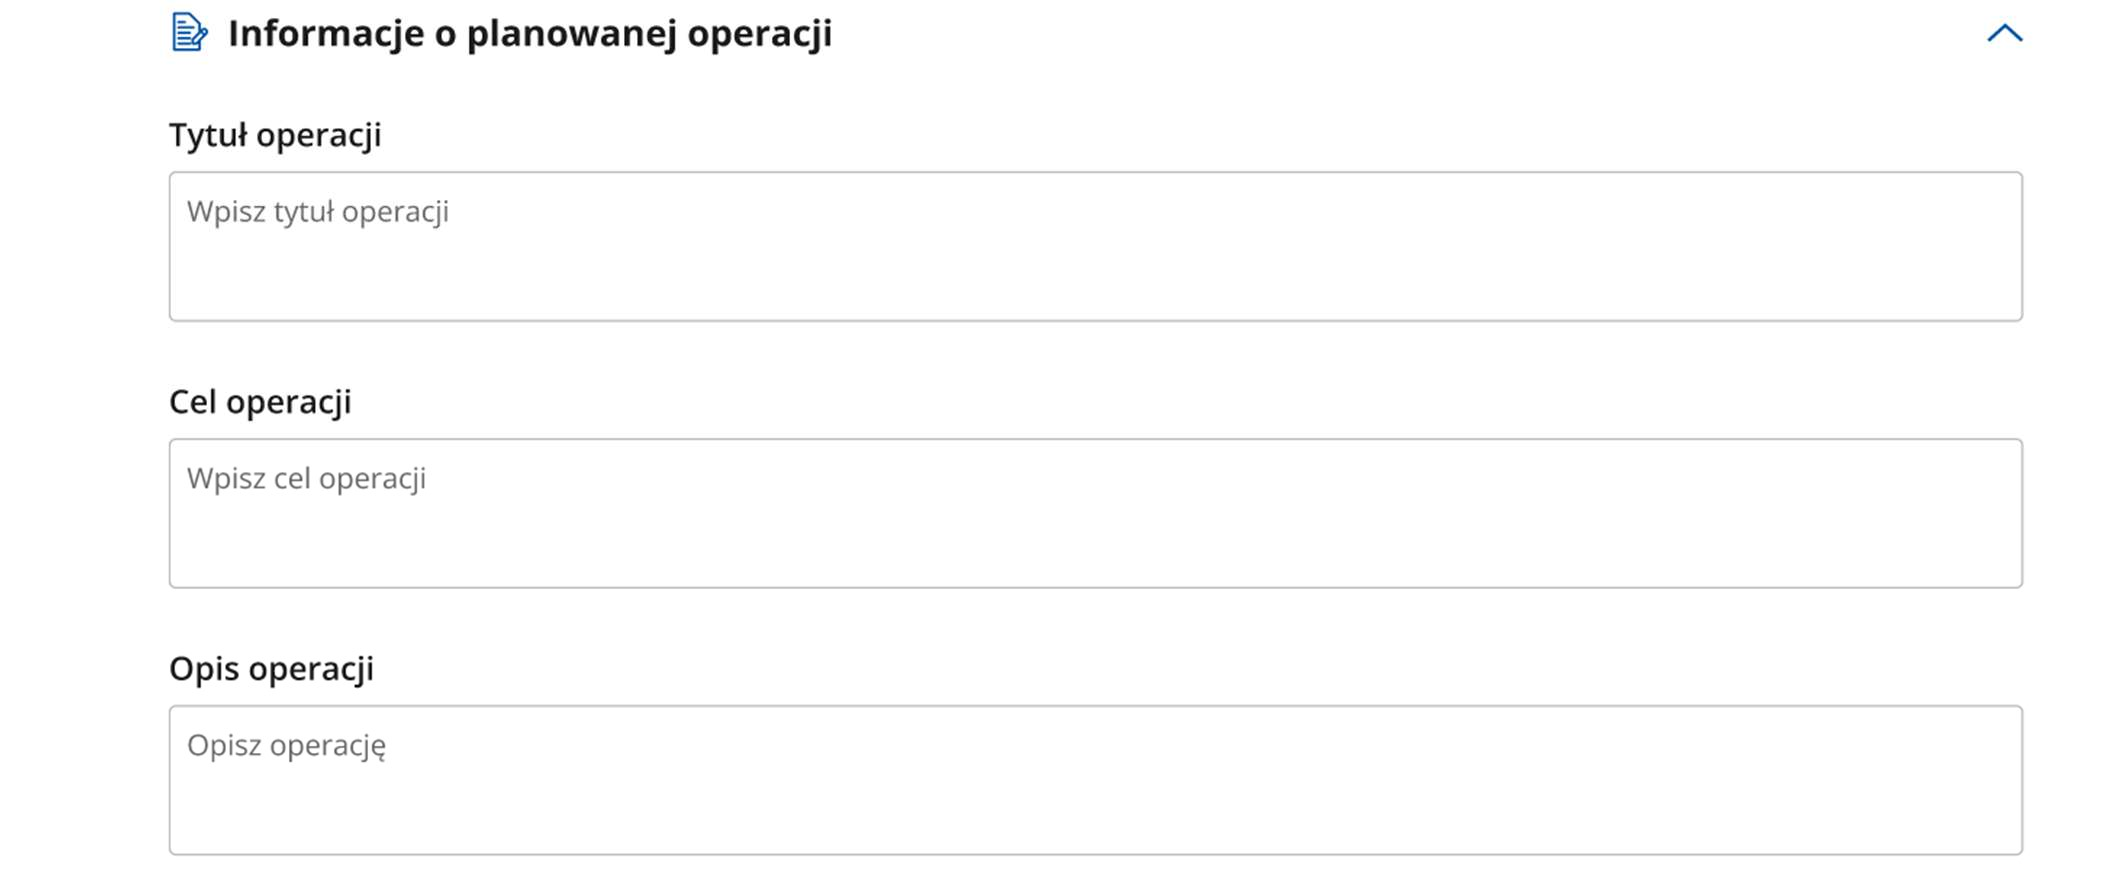 Informacje o planowanej operacji
Tytuł operacji
Wpisz tytuł operacji
Cel operacji
Wpisz cel operacji
Opis operacji
Opisz operację